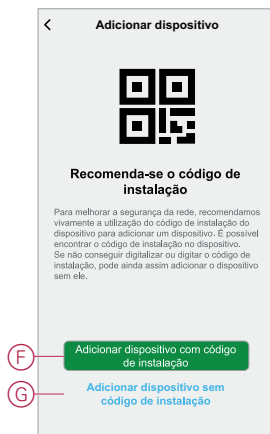 Adicionar dispositivo
Recomenda-se o código de
instalação
Para melhorar a segurança da rede, recomendamos
vivamente a utilização do código de instalação do
dispositivo para adicionar um dispositivo. É possível
encontrar o código de instalação no dispositivo.
Se não conseguir digitalizar ou digitar o código de
instalação, pode ainda assim adicionar o dispositivo
sem ele.
F
Adicionar dispositivo com código
de instalação
G
Adicionar dispositivo sem
código de instalação